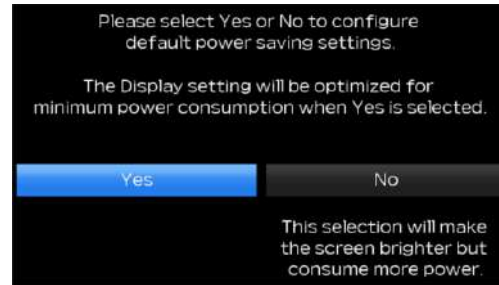 Please select Yes or No to configure
default power saving settings.
The Display setting will be optimized for
minimum power consumption when Yes is selected.
Yes
No
This selection will make
the screen brighter but
consume more power.